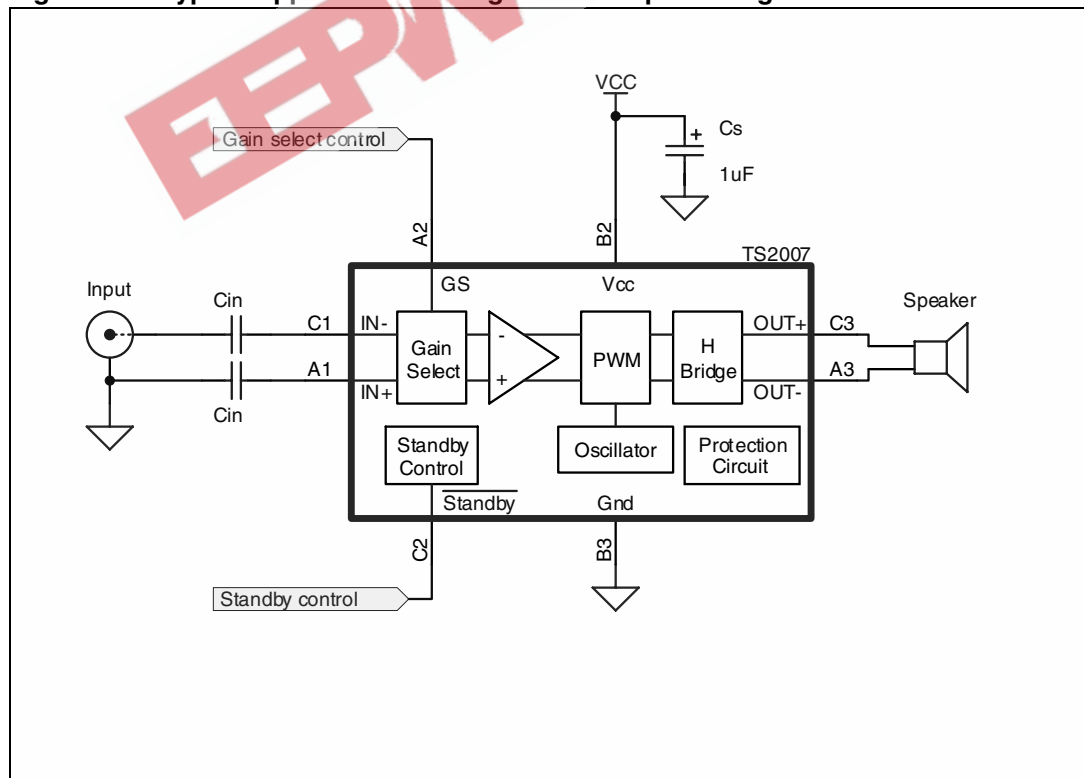 EEPW
VCC
Cs
+
1uF
Gain select control
A2
B2
TS2007
GS
Vcc
Input
Cin
C1
IN-
Gain
Select
-
+
PWM
H
Bridge
OUT+
C3
Speaker
A1
IN+
OUT-
A3
Cin
Standby
Control
Oscillator
Protection
Circuit
Standby
Gnd
C2
B3
Standby control